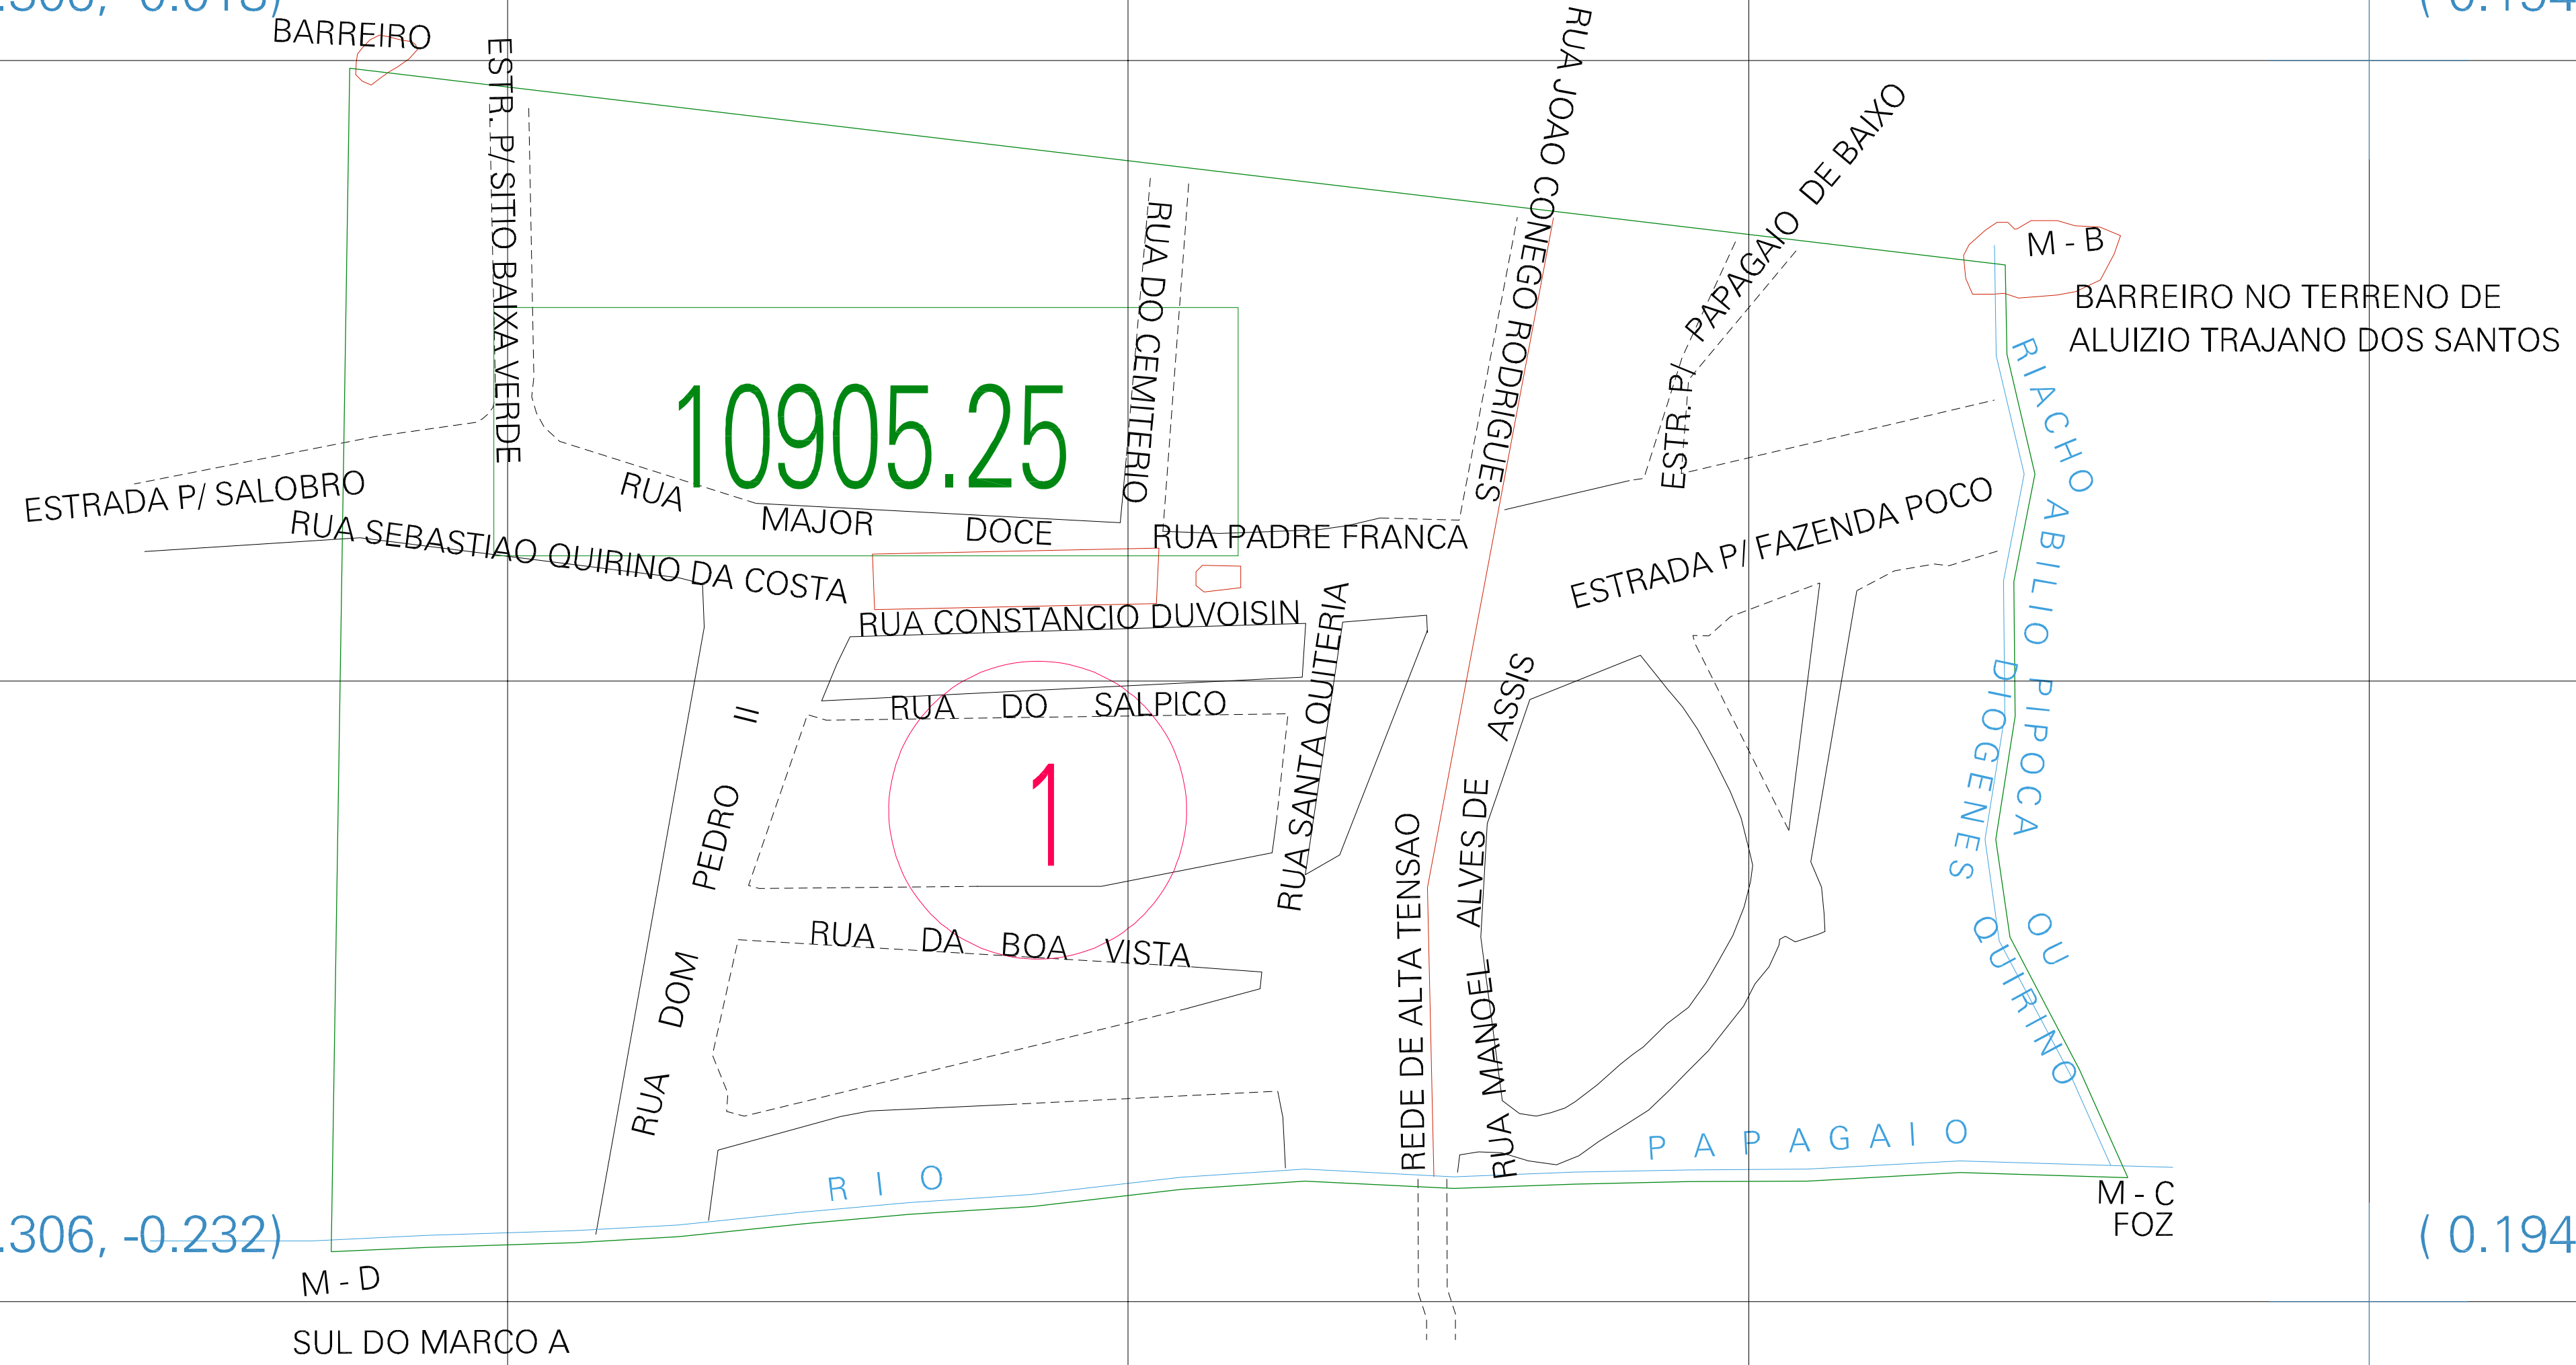 BARREIRO
ESTR. P/ SITIO BAIXA VERDE
RUA DO CEMITERIO
RUA JOAO CONEGO RODRIGUES
ESTR. P/ PAPAGAIO DE BAIXO
M - B
BARREIRO NO TERRENO DE
ALUIZIO TRAJANO DOS SANTOS
10905.25
ESTRADA P/ SALOBRO
RUA SEBASTIAO QUIRINO DA COSTA
RUA MAJOR DOCE
RUA PADRE FRANCA
ESTRADA P/ FAZENDA POCO
RIACHO ABILIO PIPOCA OU
DIOGENES QUIRINO
RUA CONSTANCIO DUVOISIN
RUA DO SALPICO
RUA SANTA QUITERIA
1
RUA DOM PEDRO II
RUA DA BOA VISTA
REDE DE ALTA TENSAO
RUA MANOEL ALVES DE ASSIS
RIO PAPAGAIO
M - C
FOZ
.306, -0.232)
( 0.194
M - D
SUL DO MARCO A